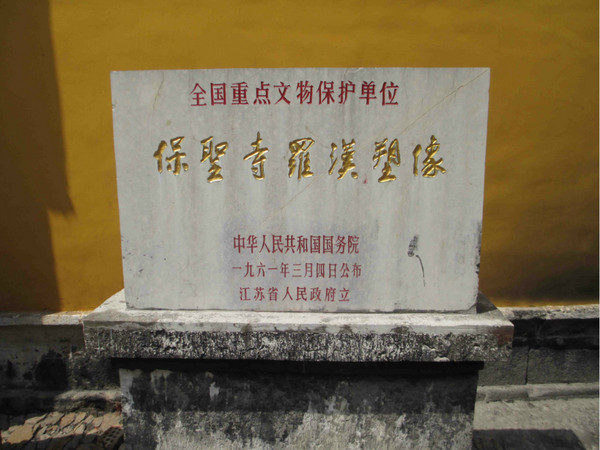 全国重点文物保护单位
保聖寺羅漢塑像
中华人民共和国国务院
一九六一年三月四日公布
江苏省人民政府立